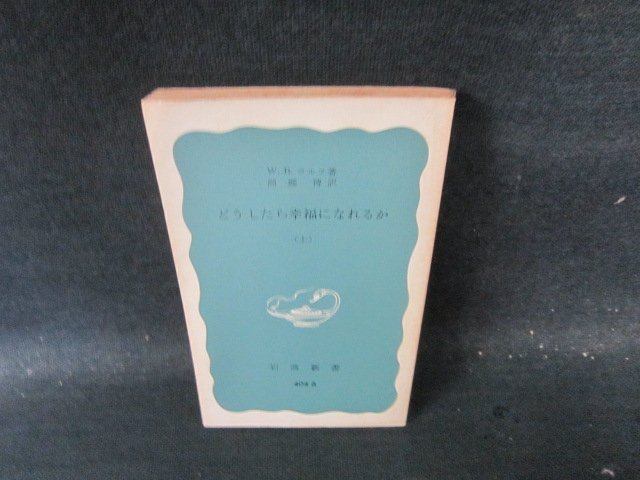 W. B. ウルフ著
周郷 博訳
どうしたら幸福になれるか
(上)
岩波新書